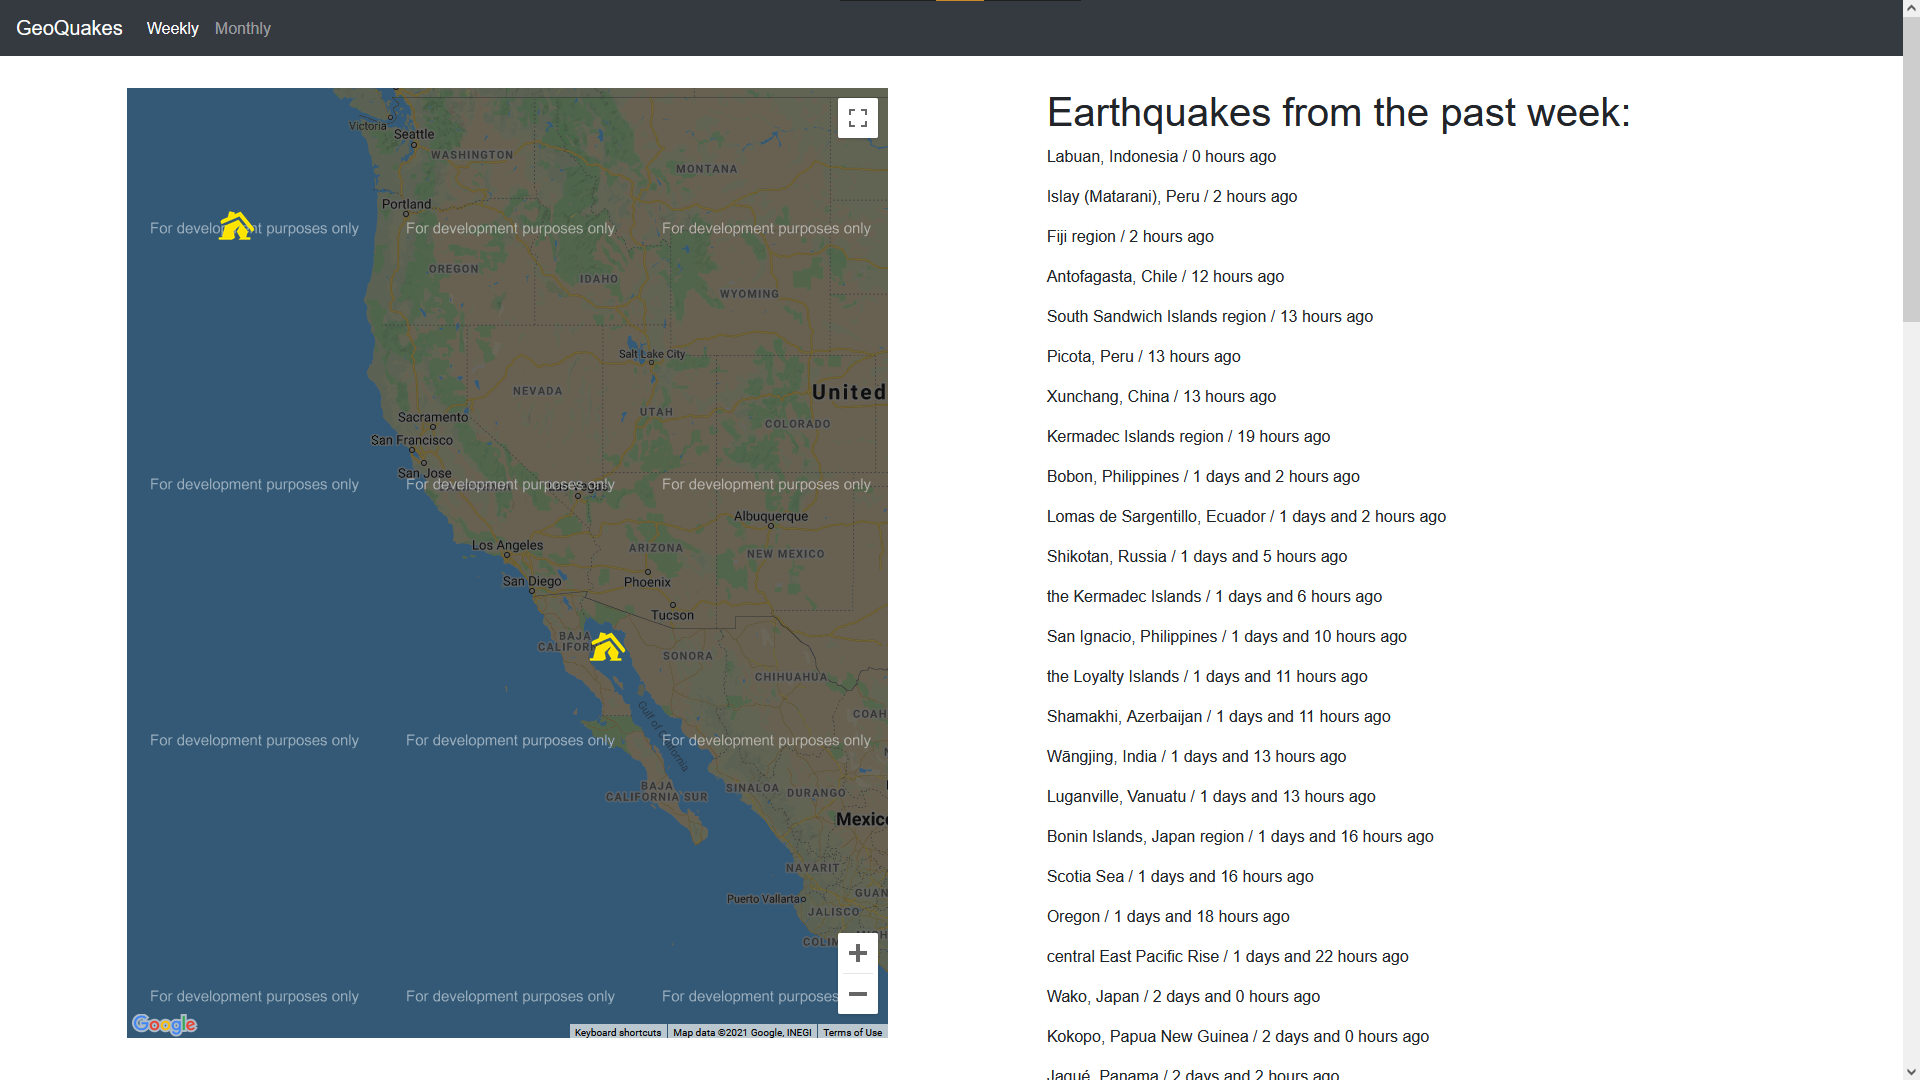 GeoQuakes Weekly Monthly
Victoria
Seattle
WASHINGTON
MONTANA
Portland
For development purposes only For development purposes only
OREGON
IDAHO
WYOMING
Salt Lake City
NEVADA
United
UTAH
COLORADO
Sacramento
San Francisco
San Jose
For development purposes only For development purposes only For development purposes only
Las Vegas
Albuquerque
Los Angeles
ARIZONA
NEW MEXICO
San Diego
Phoenix
Tucson
BAJA
CALIFOR
SONORA
CHIHUAHUA
COAH
Gulf of California
For development purposes only For development purposes only For development purposes only
BAJA
CALIFORNIA SUR
SINALOA
DURANGO
Mexico
NAYARIT
Puerto Vallarta
GUAN
JALISCO
COLIM
For development purposes only For development purposes only For development purposes
Google
Keyboard shortcuts Map data ©2021 Google, INEGI Terms of Use
Earthquakes from the past week:
Labuan, Indonesia / 0 hours ago
Islay (Matarani), Peru / 2 hours ago
Fiji region / 2 hours ago
Antofagasta, Chile / 12 hours ago
South Sandwich Islands region / 13 hours ago
Picota, Peru / 13 hours ago
Xunchang, China / 13 hours ago
Kermadec Islands region / 19 hours ago
Bobon, Philippines / 1 days and 2 hours ago
Lomas de Sargentillo, Ecuador / 1 days and 2 hours ago
Shikotan, Russia / 1 days and 5 hours ago
the Kermadec Islands / 1 days and 6 hours ago
San Ignacio, Philippines / 1 days and 10 hours ago
the Loyalty Islands / 1 days and 11 hours ago
Shamakhi, Azerbaijan / 1 days and 11 hours ago
Wāngjing, India / 1 days and 13 hours ago
Luganville, Vanuatu / 1 days and 13 hours ago
Bonin Islands, Japan region / 1 days and 16 hours ago
Scotia Sea / 1 days and 16 hours ago
Oregon / 1 days and 18 hours ago
central East Pacific Rise / 1 days and 22 hours ago
Wako, Japan / 2 days and 0 hours ago
Kokopo, Papua New Guinea / 2 days and 0 hours ago
Jaqué, Panama / 2 days and 2 hours ago